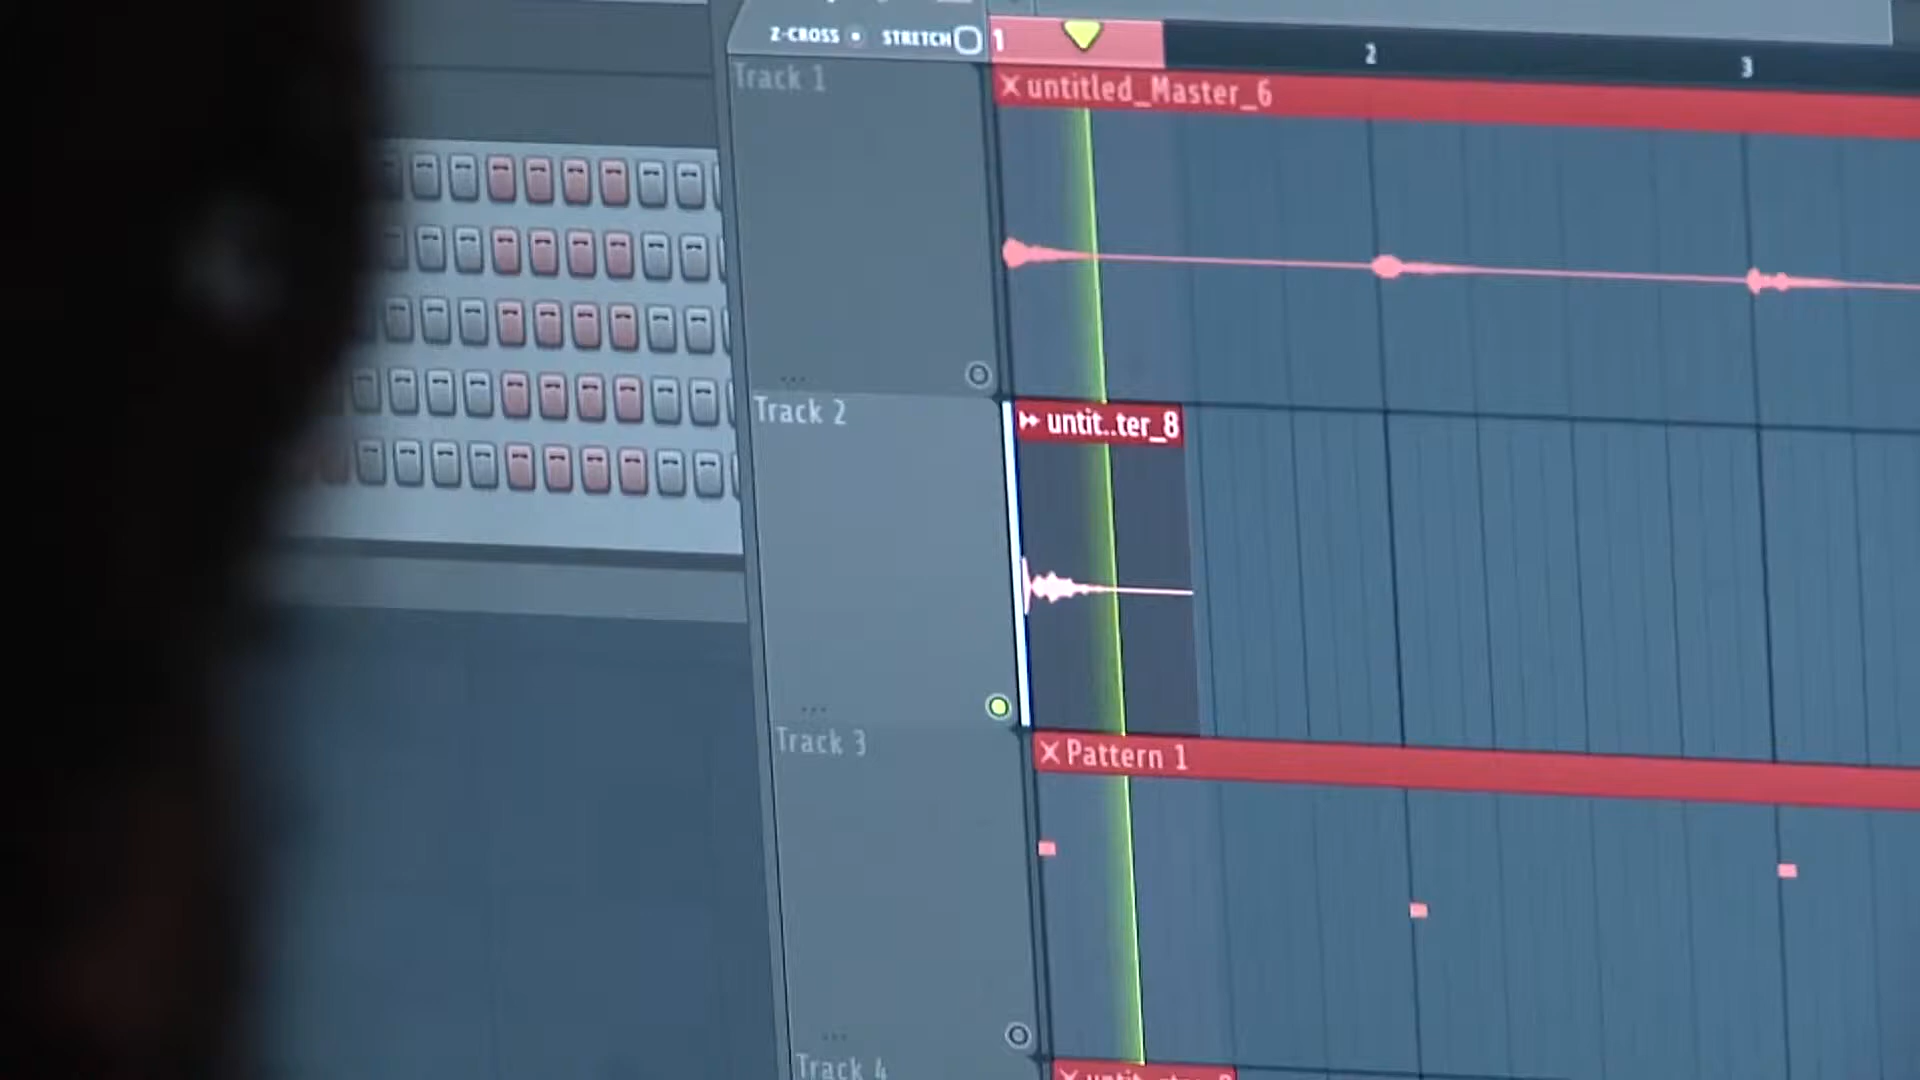 Z-CROSS STRETCH
1 2 3
Track 1
untitled_Master_6
Track 2
untit..ter_8
Track 3
Pattern 1
Track 4